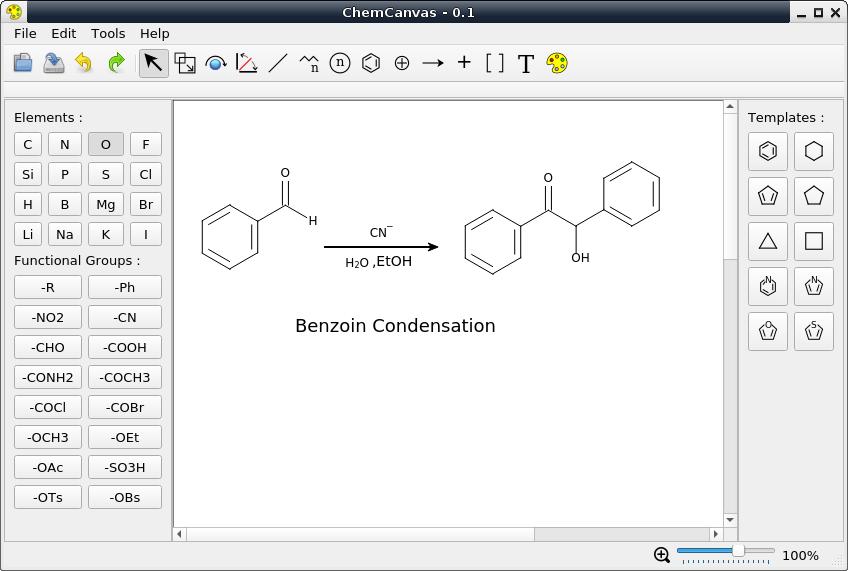 ChemCanvas - 0.1
File Edit Tools Help
n n T
Elements :
C N O F
Si P S Cl
H B Mg Br
Li Na K I
Functional Groups :
-R -Ph
-NO2 -CN
-CHO -COOH
-CONH2 -COCH3
-COCl -COBr
-OCH3 -OEt
-OAc -SO3H
-OTs -OBs
O
H
CN⁻
H₂O ,EtOH
O
OH
Benzoin Condensation
Templates :
N N
O S
100%